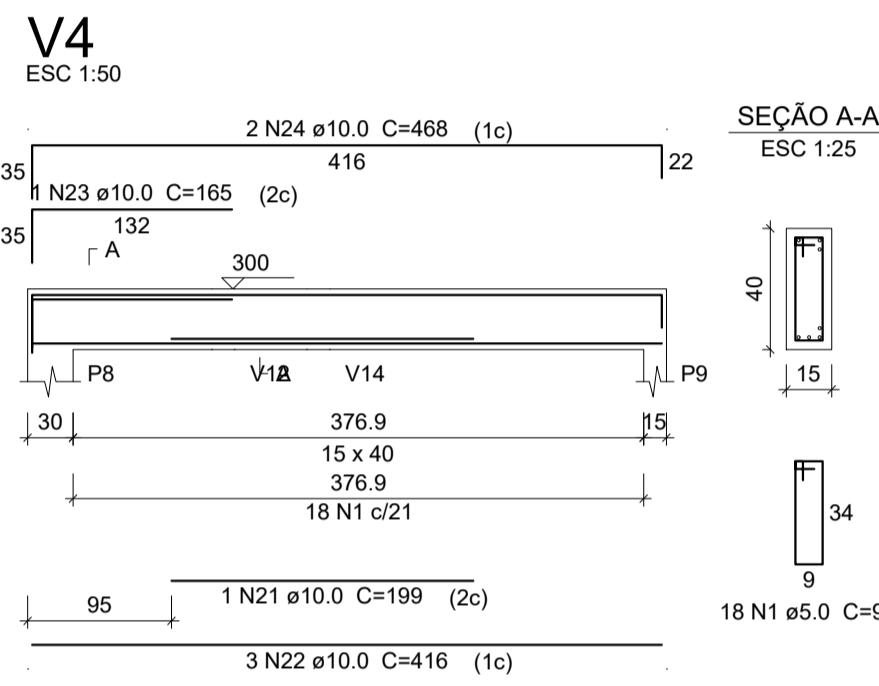 V4
ESC 1:50
2 N24 ø10.0 C=468 (1c)
35
416
22
1 N23 ø10.0 C=165 (2c)
35
132
A
300
P8
V14
P9
30
376.9
15
15 x 40
376.9
18 N1 c/21
1 N21 ø10.0 C=199 (2c)
95
3 N22 ø10.0 C=416 (1c)
SEÇÃO A-A
ESC 1:25
40
15
34
9
18 N1 ø5.0